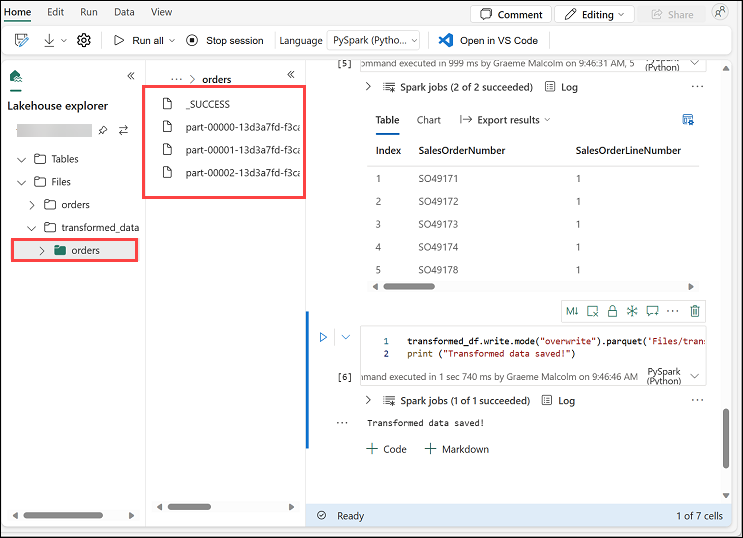 Home Edit Run Data View
Comment Editing Share
Run all Stop session Language PySpark (Pytho... Open in VS Code
Lakehouse explorer
Tables
Files
orders
transformed_data
orders
... orders
_SUCCESS
part-00000-13d3a7fd-f3ca
part-00001-13d3a7fd-f3ca
part-00002-13d3a7fd-f3ca
[5] ommand executed in 999 ms by Graeme Malcolm on 9:46:31 AM, 5 (Python)
Spark jobs (2 of 2 succeeded) Log ...
Table Chart Export results
Index SalesOrderNumber SalesOrderLineNumber
1 SO49171 1
2 SO49172 1
3 SO49173 1
4 SO49174 1
5 SO49178 1
M↓ ...
1 transformed_df.write.mode("overwrite").parquet('Files/tran
2 print ("Transformed data saved!")
[6] mmand executed in 1 sec 740 ms by Graeme Malcolm on 9:46:46 AM PySpark (Python)
Spark jobs (1 of 1 succeeded) Log ...
... Transformed data saved!
+ Code + Markdown
Ready 1 of 7 cells